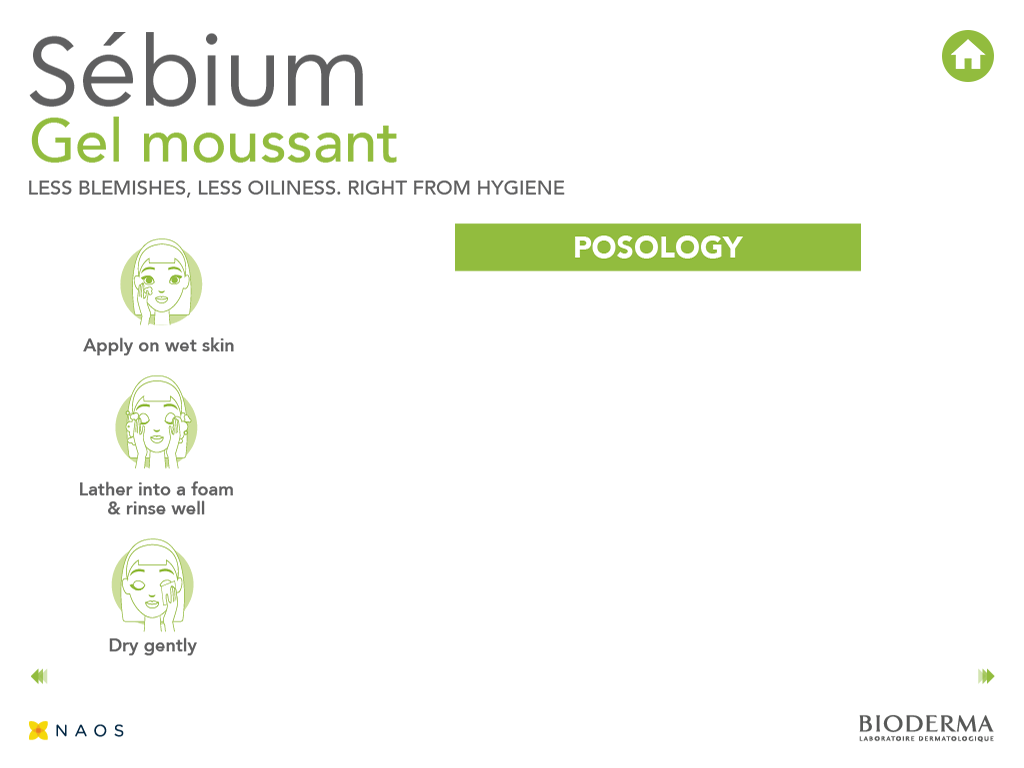 Sébium
Gel moussant
LESS BLEMISHES, LESS OILINESS. RIGHT FROM HYGIENE
POSOLOGY
Apply on wet skin
Lather into a foam
& rinse well
Dry gently
NAOS
BIODERMA
LABORATOIRE DERMATOLOGIQUE